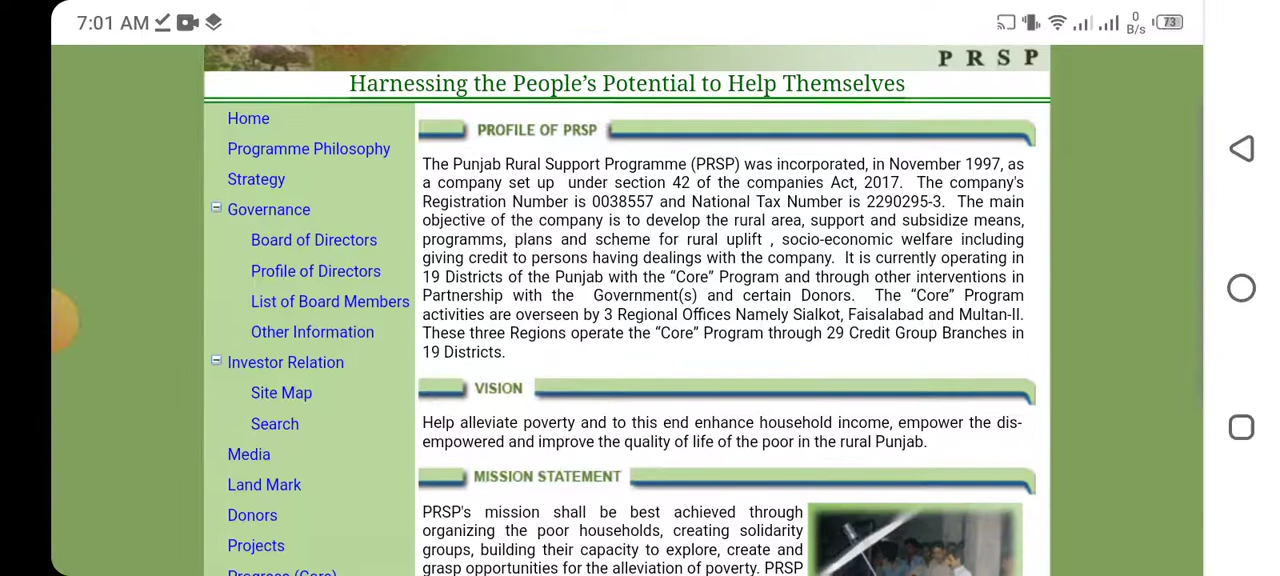 7:01 AM
0
B/s
73
P R S P
Harnessing the People's Potential to Help Themselves
Home
Programme Philosophy
Strategy
Governance
Board of Directors
Profile of Directors
List of Board Members
Other Information
Investor Relation
Site Map
Search
Media
Land Mark
Donors
Projects
Progress (Core)
PROFILE OF PRSP
The Punjab Rural Support Programme (PRSP) was incorporated, in November 1997, as
a company set up under section 42 of the companies Act, 2017. The company's
Registration Number is 0038557 and National Tax Number is 2290295-3. The main
objective of the company is to develop the rural area, support and subsidize means,
programms, plans and scheme for rural uplift , socio-economic welfare including
giving credit to persons having dealings with the company. It is currently operating in
19 Districts of the Punjab with the “Core” Program and through other interventions in
Partnership with the Government(s) and certain Donors. The “Core” Program
activities are overseen by 3 Regional Offices Namely Sialkot, Faisalabad and Multan-II.
These three Regions operate the “Core” Program through 29 Credit Group Branches in
19 Districts.
VISION
Help alleviate poverty and to this end enhance household income, empower the dis-
empowered and improve the quality of life of the poor in the rural Punjab.
MISSION STATEMENT
PRSP's mission shall be best achieved through
organizing the poor households, creating solidarity
groups, building their capacity to explore, create and
grasp opportunities for the alleviation of poverty. PRSP